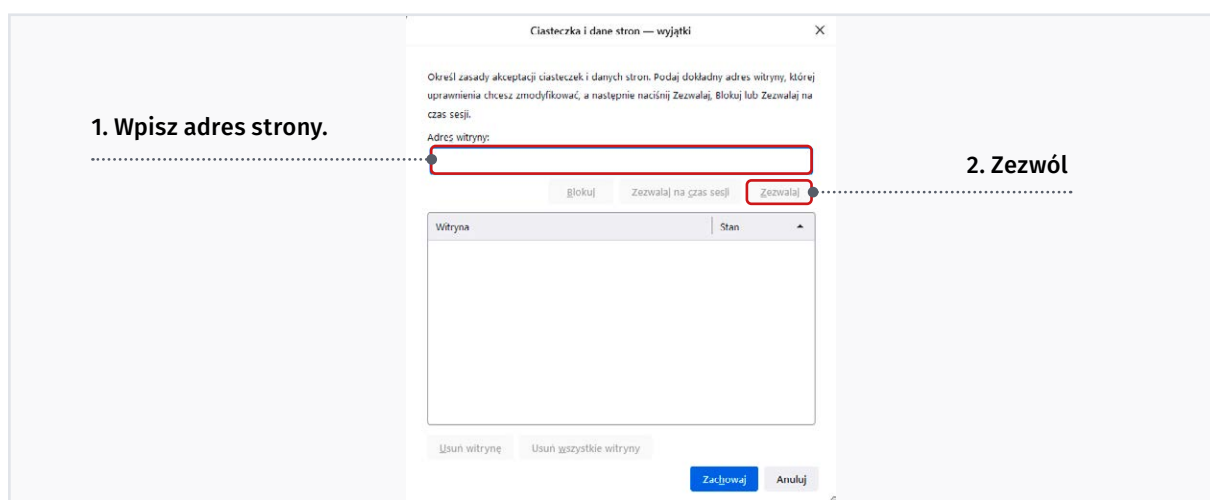 Ciasteczka i dane stron — wyjątki
Określ zasady akceptacji ciasteczek i danych stron. Podaj dokładny adres witryny, której
uprawnienia chcesz zmodyfikować, a następnie naciśnij Zezwalaj, Blokuj lub Zezwalaj na
czas sesji.
1. Wpisz adres strony.
Adres witryny:
2. Zezwól
Blokuj Zezwalaj na czas sesji Zezwalaj
Witryna Stan
Usuń witrynę Usuń wszystkie witryny
Zachowaj Anuluj